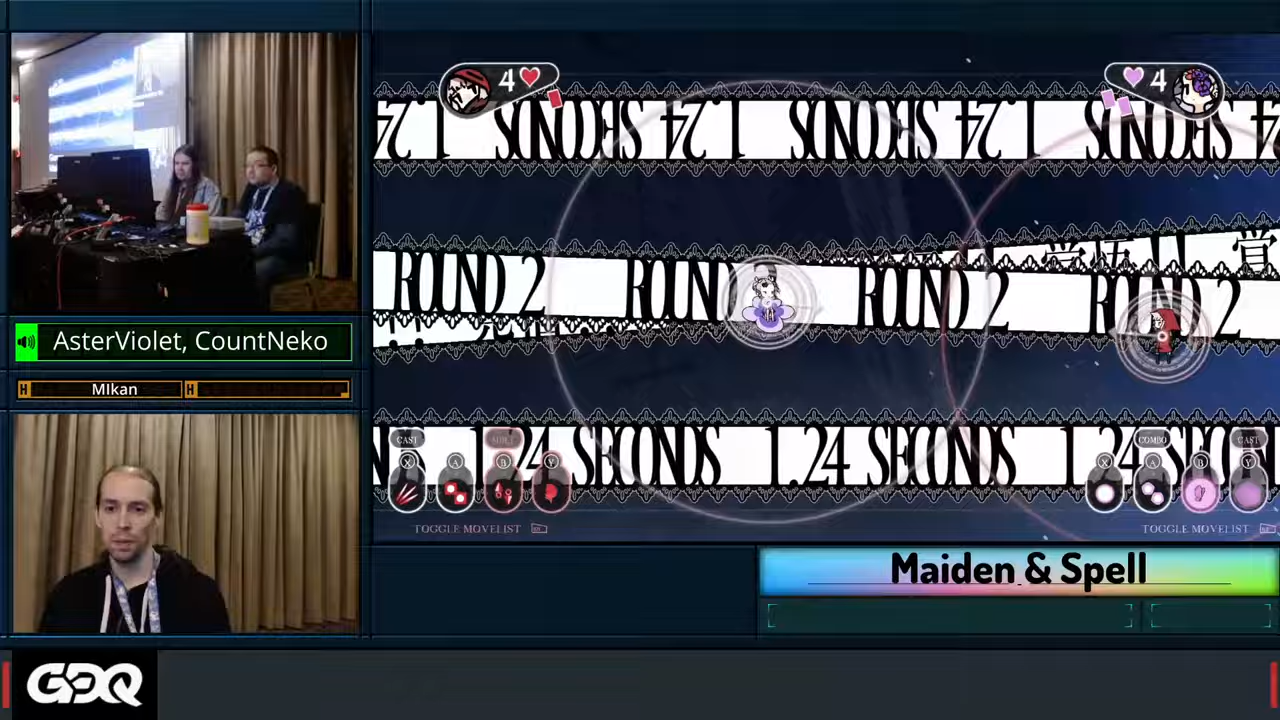 4
4
1.24 SECONDS 1.24 SECONDS 1.24 SECONDS
ROUND 2 ROUND ROUND 2 ROUND 2
1.24 SECONDS 1.24 SECONDS 1.24
AsterViolet, CountNeko
MIkan
CAST
COMBO CAST
X A B Y
X A B Y
TOGGLE MOVELIST
TOGGLE MOVELIST
Maiden & Spell
GDQ